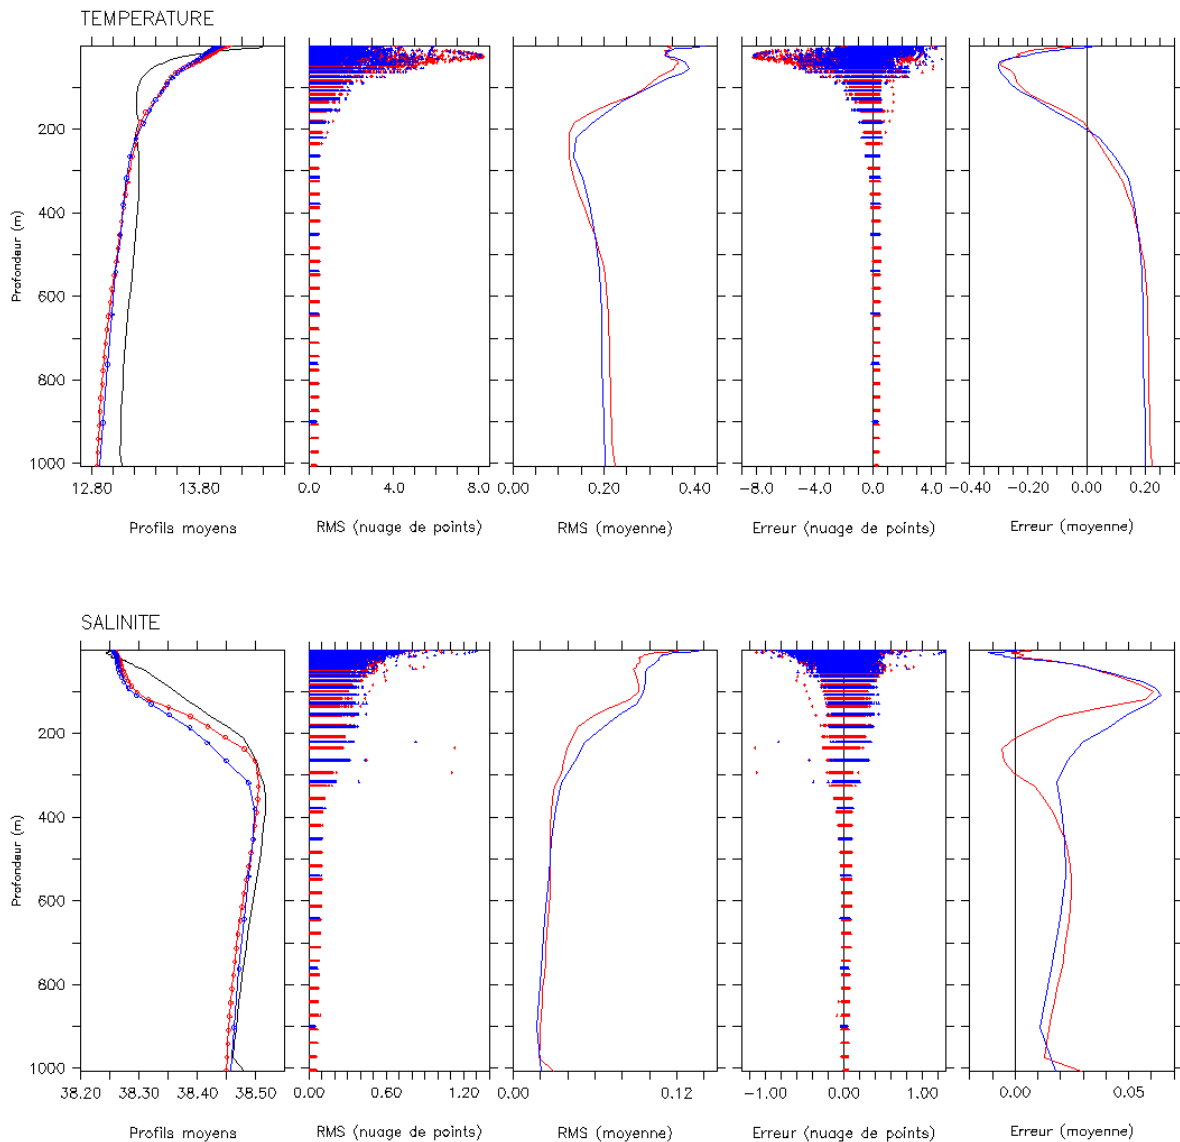 TEMPERATURE
Profondeur (m)
200
400
600
800
1000
12.80 13.80
0.0 4.0 8.0
0.00 0.20 0.40
−8.0 −4.0 0.0 4.0
−0.40 0.00 0.20
Profils moyens
RMS (nuage de points)
RMS (moyenne)
Erreur (nuage de points)
Erreur (moyenne)
SALINITE
Profondeur (m)
200
400
600
800
1000
38.20 38.30 38.40 38.50
0.00 0.60 1.20
0.00 0.12
−1.00 0.00 1.00
0.00 0.05
Profils moyens
RMS (nuage de points)
RMS (moyenne)
Erreur (nuage de points)
Erreur (moyenne)